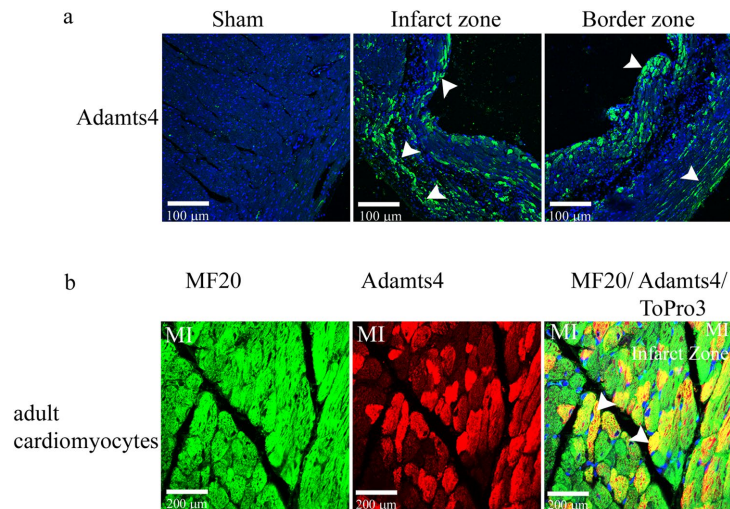 a
Sham
Infarct zone
Border zone
Adamts4
100 µm
100 µm
100 µm
b
MF20
Adamts4
MF20/ Adamts4/
ToPro3
MI
MI
MI
MI
Infarct Zone
adult
cardiomyocytes
200 µm
200 µm
200 µm